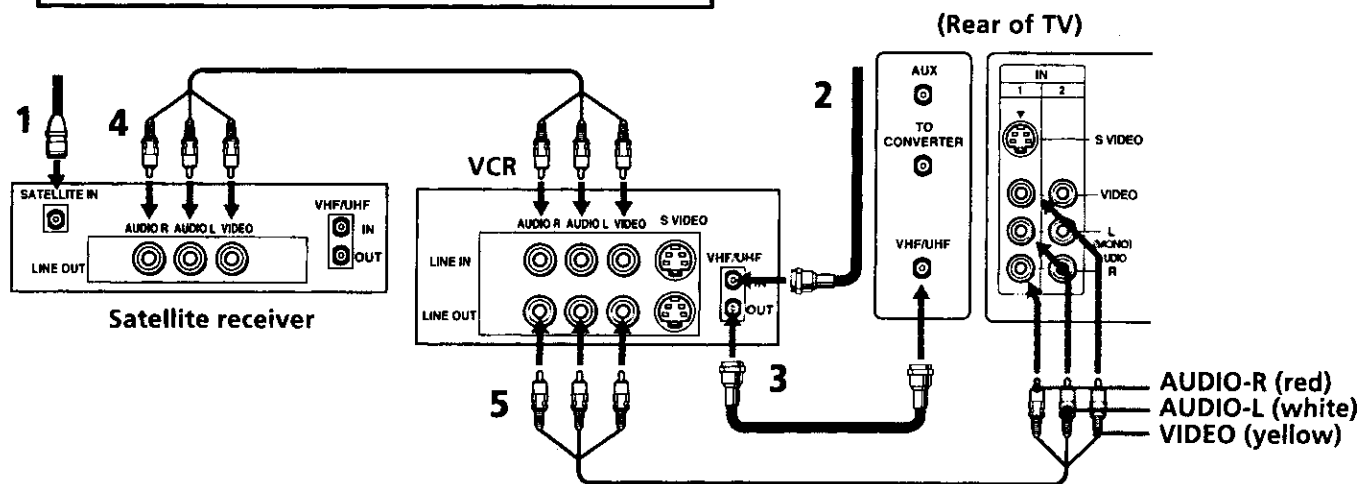 (Rear of TV)
1
4
2
AUX
IN
1 2
TO
CONVERTER
S VIDEO
VCR
SATELLITE IN
VHF/UHF
IN
OUT
AUDIO R AUDIO L VIDEO
LINE OUT
Satellite receiver
AUDIO R AUDIO L VIDEO
S VIDEO
LINE IN
LINE OUT
VHF/UHF
IN
OUT
VHF/UHF
VIDEO
L
(MONO)
AUDIO
R
3
5
AUDIO-R (red)
AUDIO-L (white)
VIDEO (yellow)